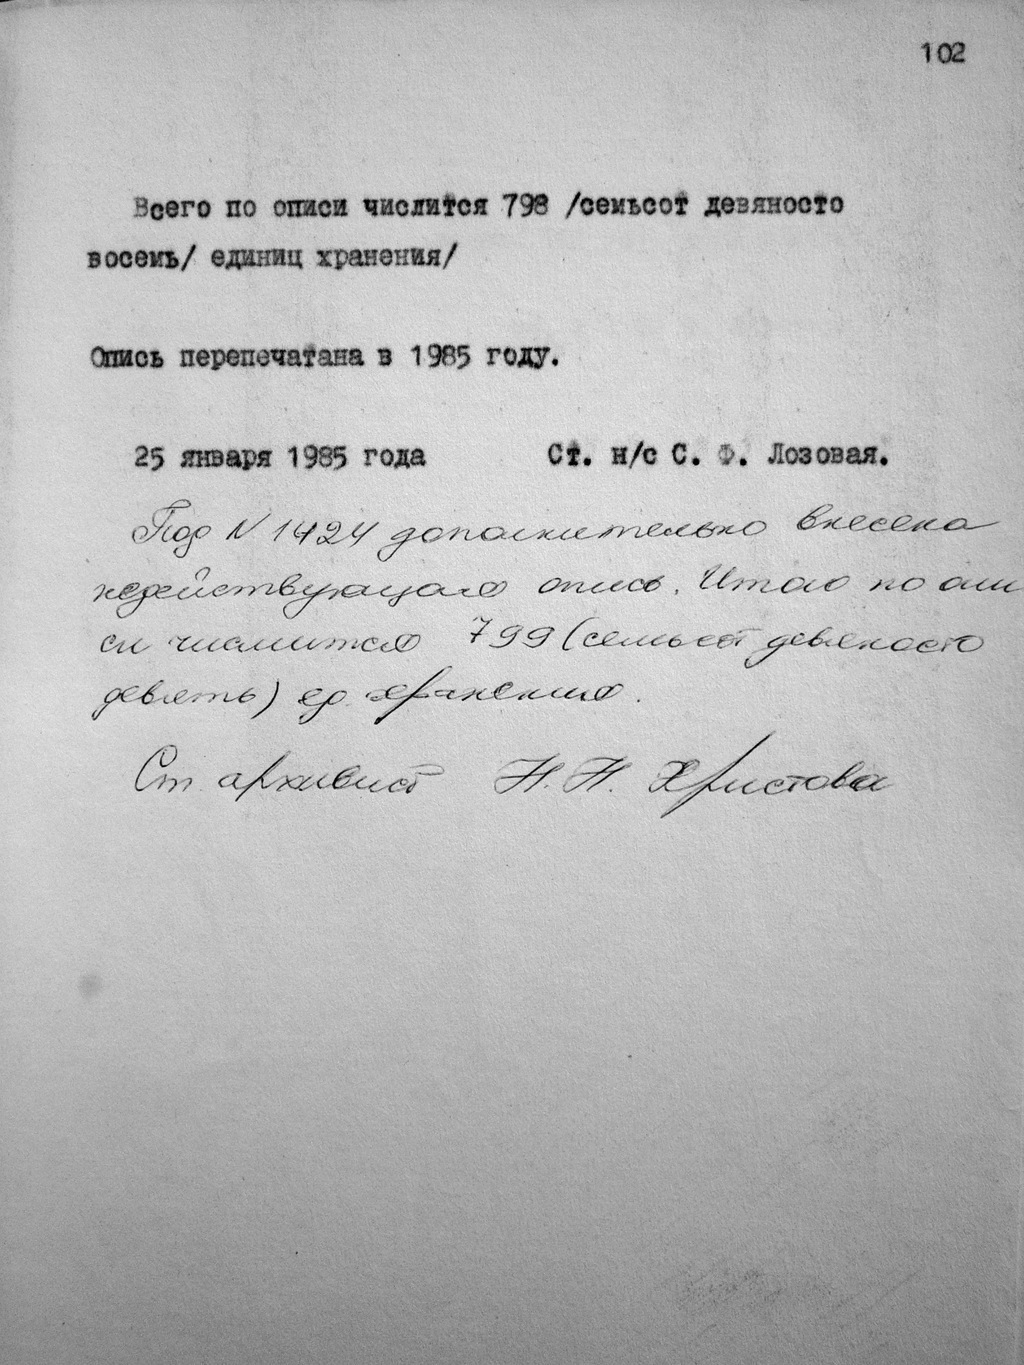 102
Всего по описи числится 798 /семьсот девяносто
восемь/ единиц хранения/
Опись перепечатана в 1985 году.
25 января 1985 года Ст. н/с С. Ф. Лозовая.
Под N 1424 дополнительно внесена
недействующая опись. Итого по опи
си числится 799 (семьсот девяносто
девять) ед. хранения.
Ст. архивист Н. Н. Христова